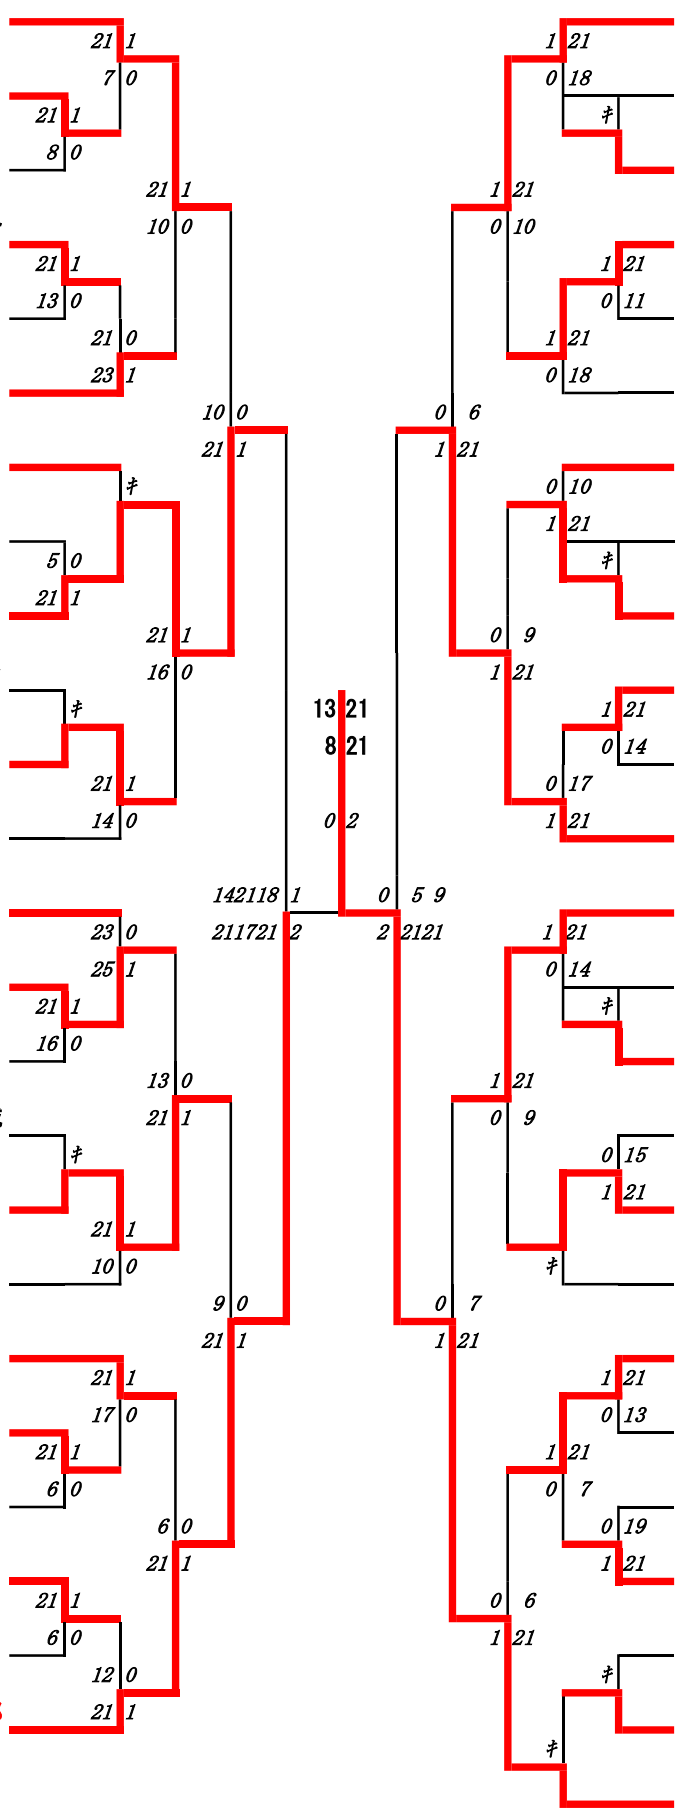 21 1 1 21
7 0 0 18
21 1 ｷ
8 0
21 1 1 21
10 0 0 10
21 1 1 21
13 0 0 11
21 0 1 21
23 1 0 18
10 0 0 6
21 1 1 21
ｷ 0 10
1 21
5 0 ｷ
21 1
21 1 0 9
16 0 1 21
ｷ 13 21 1 21
8 21 0 14
21 1 0 17
14 0 0 2 1 21
142118 1 0 5 9
23 0 211721 2 2 2121 1 21
25 1 0 14
21 1 ｷ
16 0
13 0 1 21
21 1 0 9
ｷ 0 15
1 21
21 1
10 0 ｷ
9 0 0 7
21 1 1 21
21 1 1 21
17 0 0 13
21 1 1 21
6 0 0 7
6 0 0 19
21 1 1 21
21 1 0 6
6 0 1 21
12 0 ｷ
21 1
ｷ